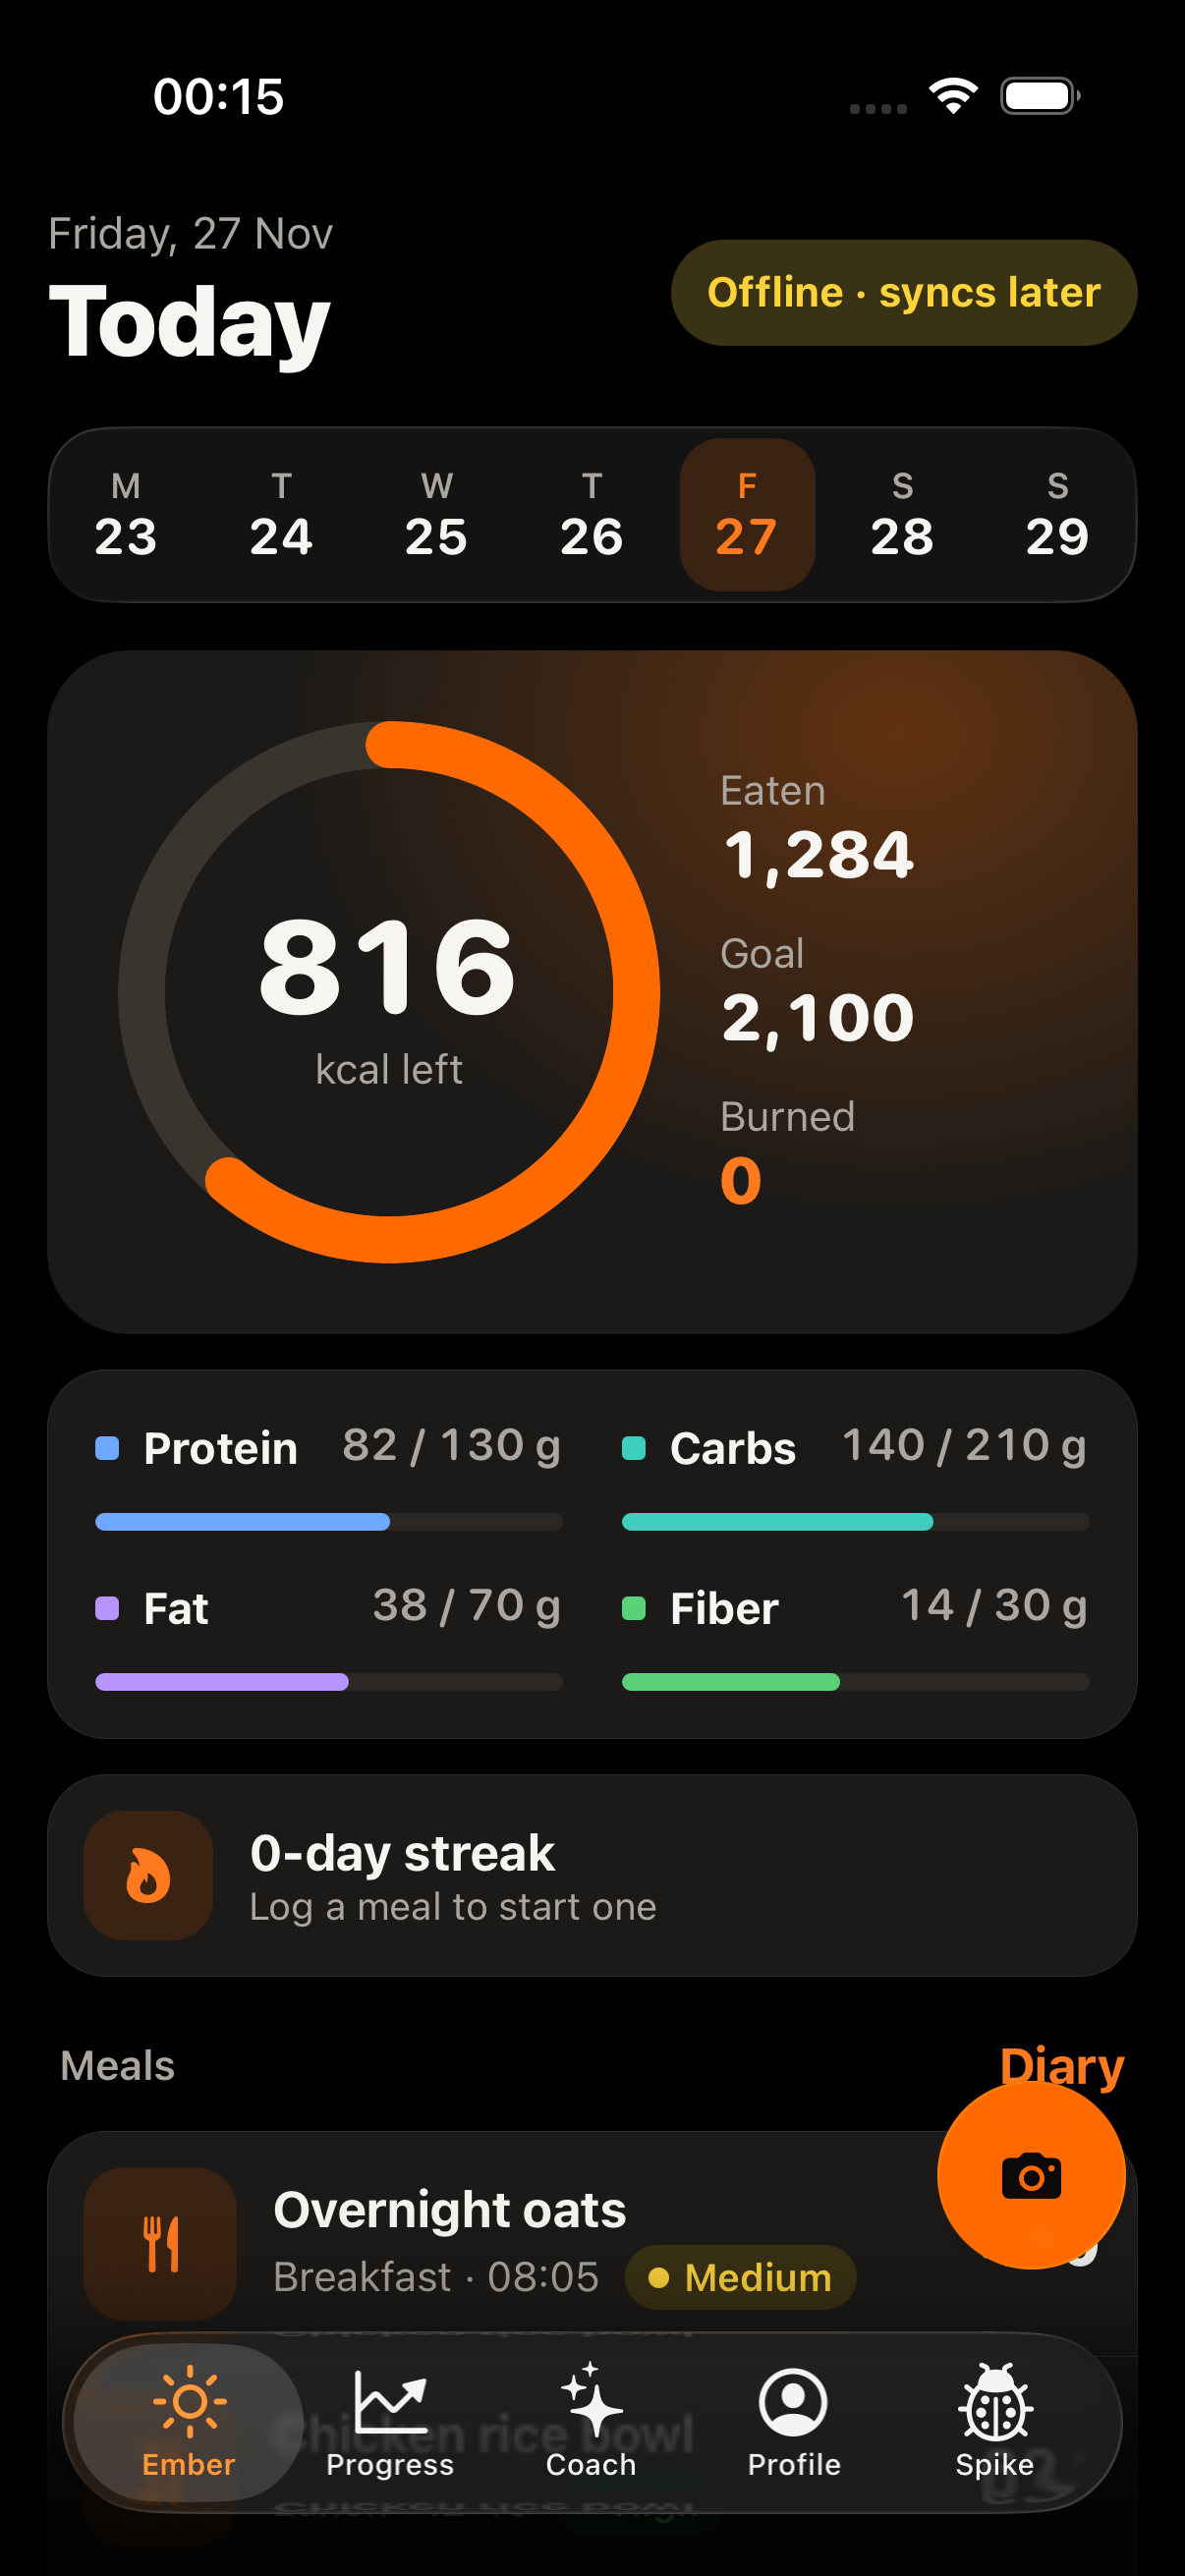 00:15
Friday, 27 Nov
Today
Offline · syncs later
M T W T F S S
23 24 25 26 27 28 29
816
kcal left
Eaten
1,284
Goal
2,100
Burned
0
Protein 82 / 130 g
Carbs 140 / 210 g
Fat 38 / 70 g
Fiber 14 / 30 g
0-day streak
Log a meal to start one
Meals
Diary
Overnight oats
Breakfast · 08:05
Medium
Chicken rice bowl
Ember
Progress
Coach
Profile
Spike